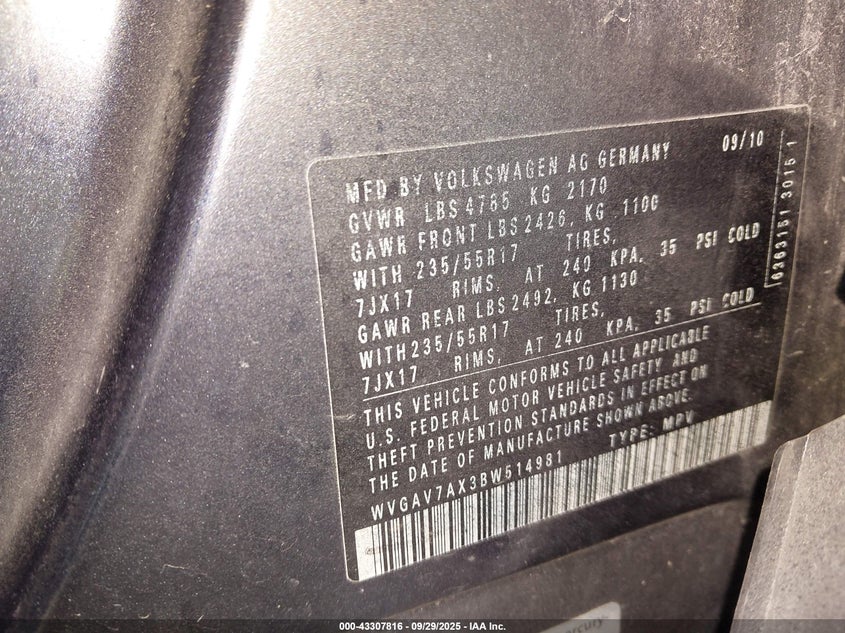 MFD BY VOLKSWAGEN AG GERMANY 09/10
GVWR LBS 4785 KG 2170
GAWR FRONT LBS 2426, KG 1100
WITH 235/55R17 TIRES,
7JX17 RIMS, AT 240 KPA, 35 PSI COLD
GAWR REAR LBS 2492, KG 1130
WITH 235/55R17 TIRES,
7JX17 RIMS, AT 240 KPA, 35 PSI COLD
THIS VEHICLE CONFORMS TO ALL APPLICABLE
U.S. FEDERAL MOTOR VEHICLE SAFETY AND
THEFT PREVENTION STANDARDS IN EFFECT ON
THE DATE OF MANUFACTURE SHOWN ABOVE.
WVGAV7AX3BW514981 TYPE: MPV
000-43307816 - 09/29/2025 - IAA Inc.